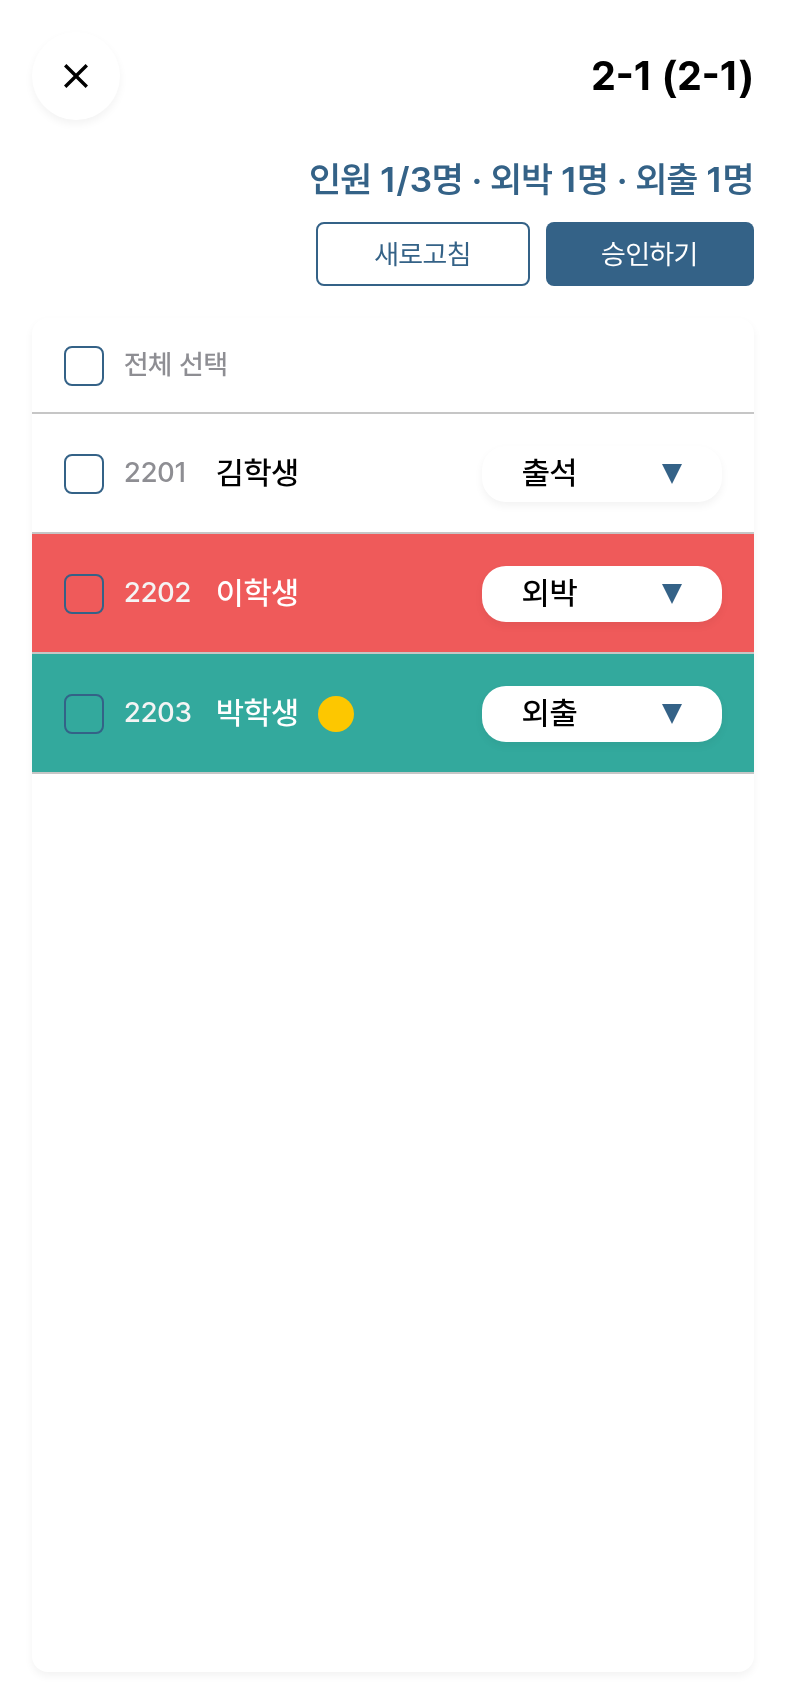 2-1 (2-1)
인원 1/3명 · 외박 1명 · 외출 1명
새로고침 승인하기
전체 선택
2201 김학생 출석 ▼
2202 이학생 외박 ▼
2203 박학생 외출 ▼